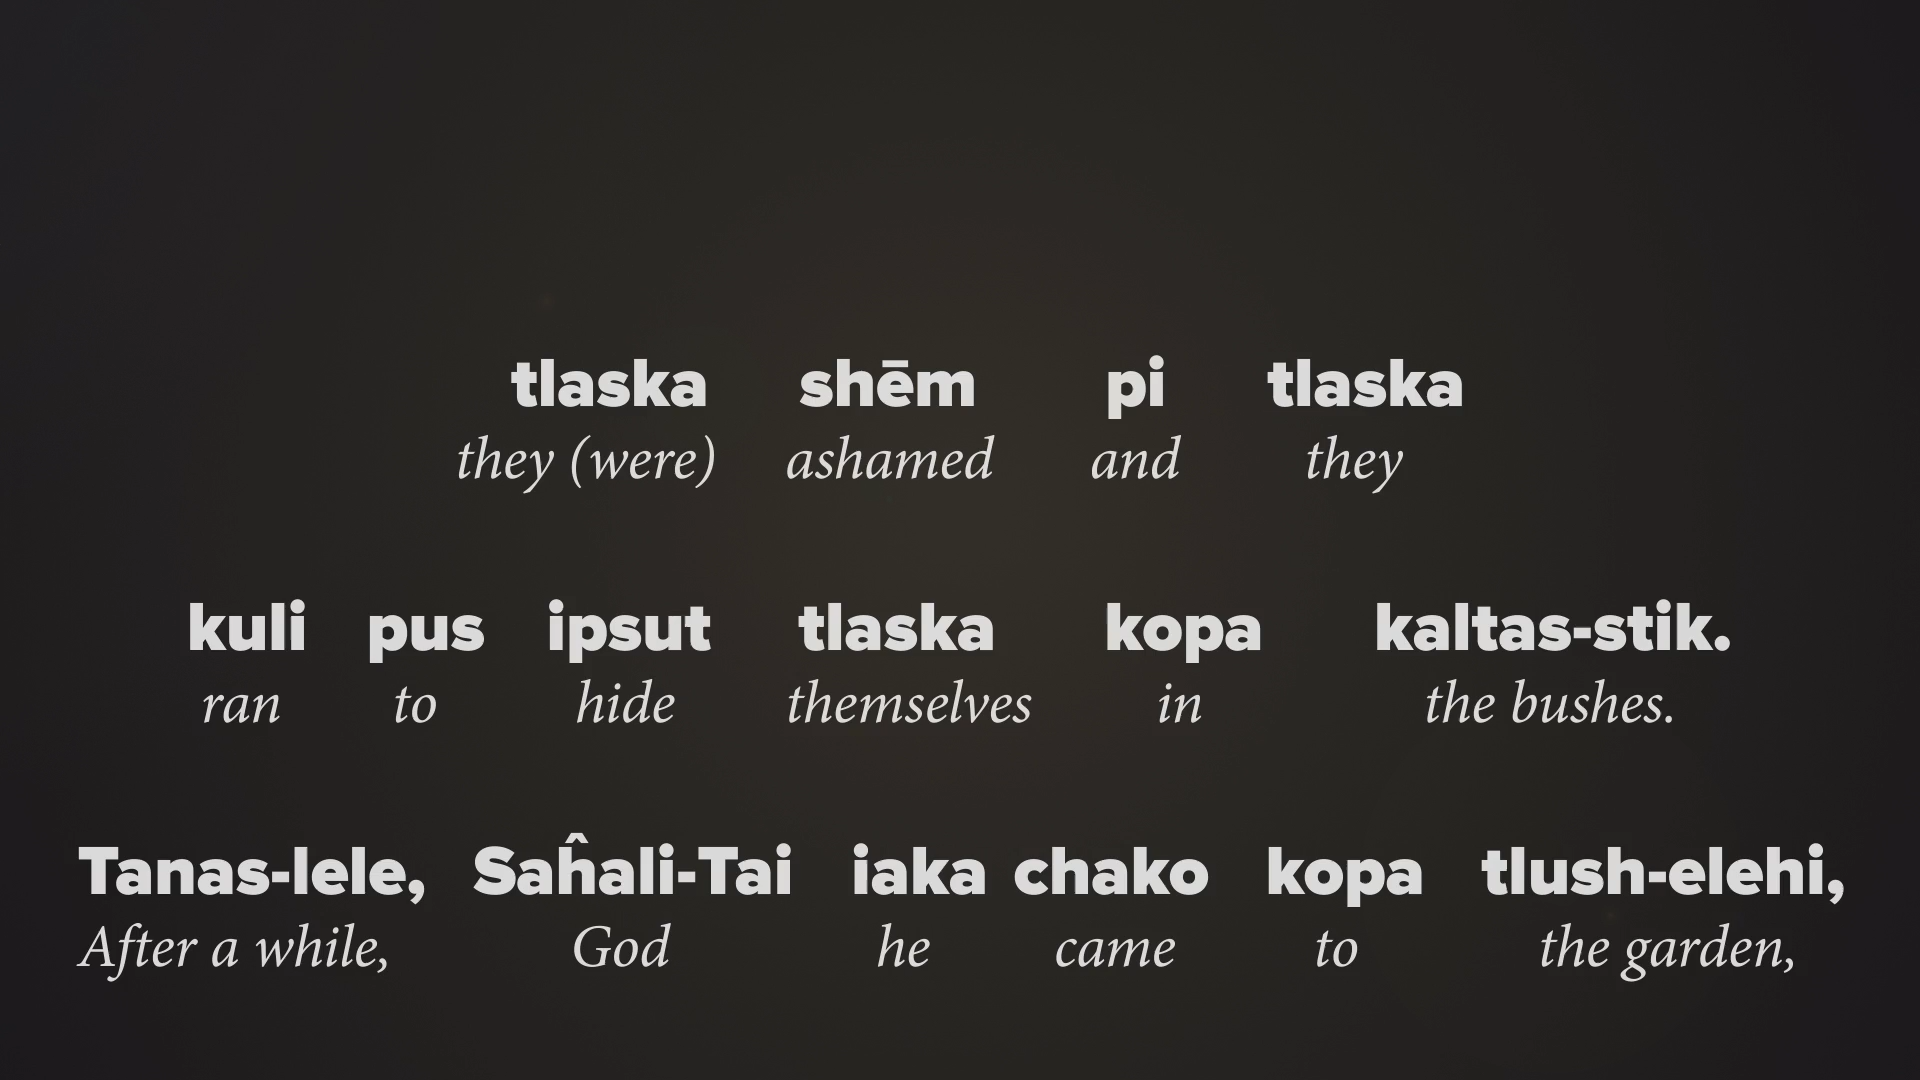 tlaska shēm pi tlaska
they (were) ashamed and they
kuli pus ipsut tlaska kopa kaltas-stik.
ran to hide themselves in the bushes.
Tanas-lele, Saĥali-Tai iaka chako kopa tlush-elehi,
After a while, God he came to the garden,